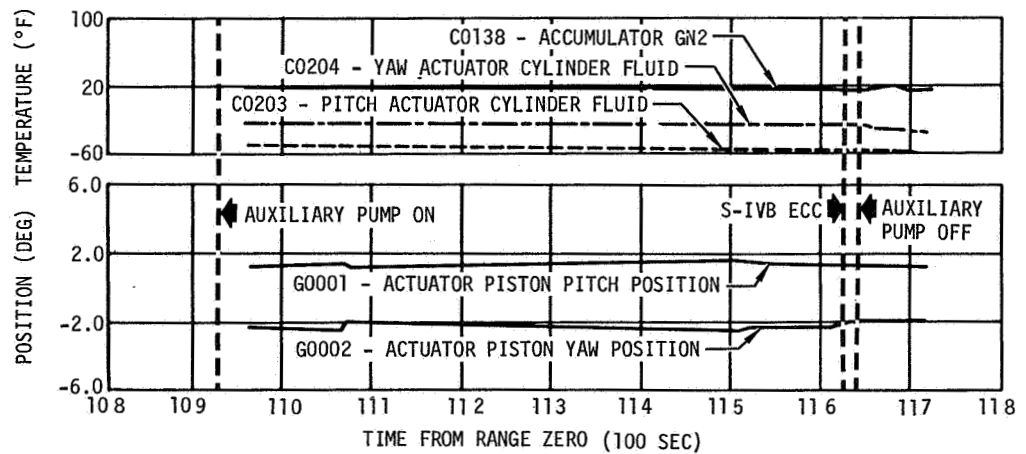 TEMPERATURE (°F)
100
20
-60
C0138 - ACCUMULATOR GN2
C0204 - YAW ACTUATOR CYLINDER FLUID
C0203 - PITCH ACTUATOR CYLINDER FLUID
POSITION (DEG)
6.0
2.0
-2.0
-6.0
AUXILIARY PUMP ON
S-IVB ECC
AUXILIARY
PUMP OFF
G0001 - ACTUATOR PISTON PITCH POSITION
G0002 - ACTUATOR PISTON YAW POSITION
108 109 110 111 112 113 114 115 116 117 118
TIME FROM RANGE ZERO (100 SEC)